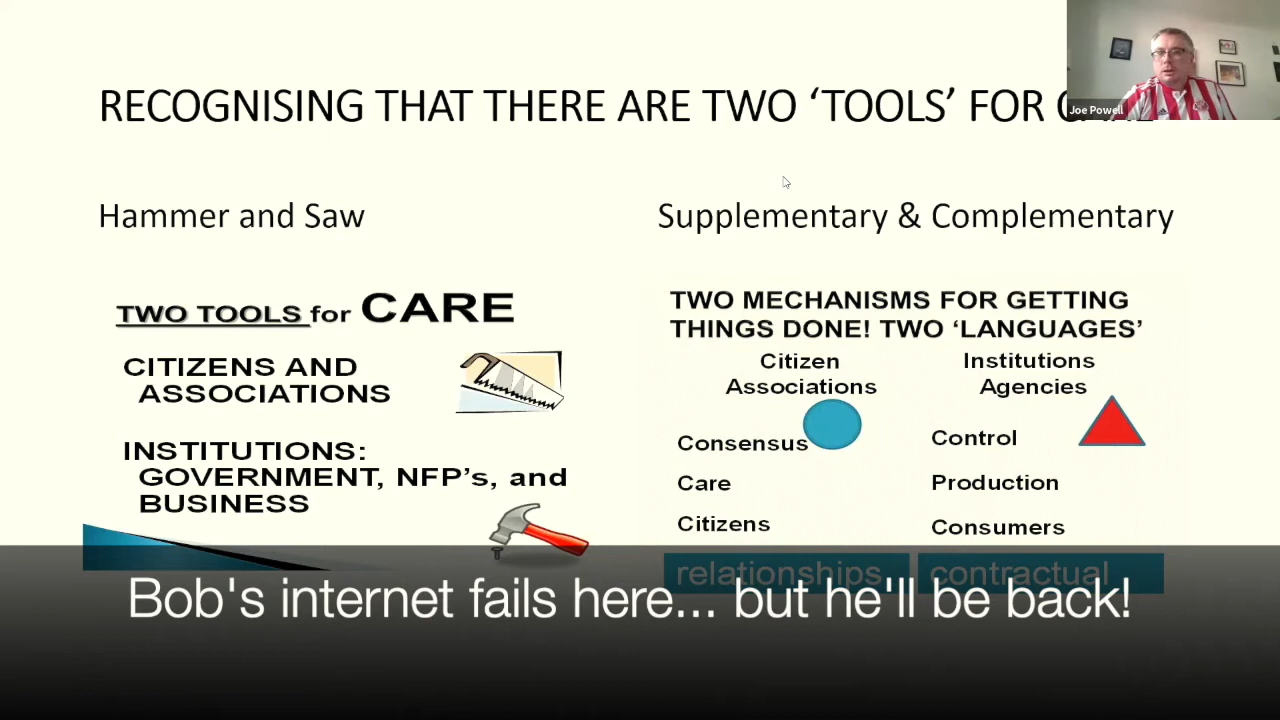 RECOGNISING THAT THERE ARE TWO ‘TOOLS’ FOR
Joe Powell
Hammer and Saw
Supplementary & Complementary
TWO TOOLS for CARE
CITIZENS AND
ASSOCIATIONS
INSTITUTIONS:
GOVERNMENT, NFP’s, and
BUSINESS
TWO MECHANISMS FOR GETTING
THINGS DONE! TWO ‘LANGUAGES’
Citizen
Associations
Consensus
Care
Citizens
relationships
Institutions
Agencies
Control
Production
Consumers
contractual
Bob's internet fails here... but he'll be back!